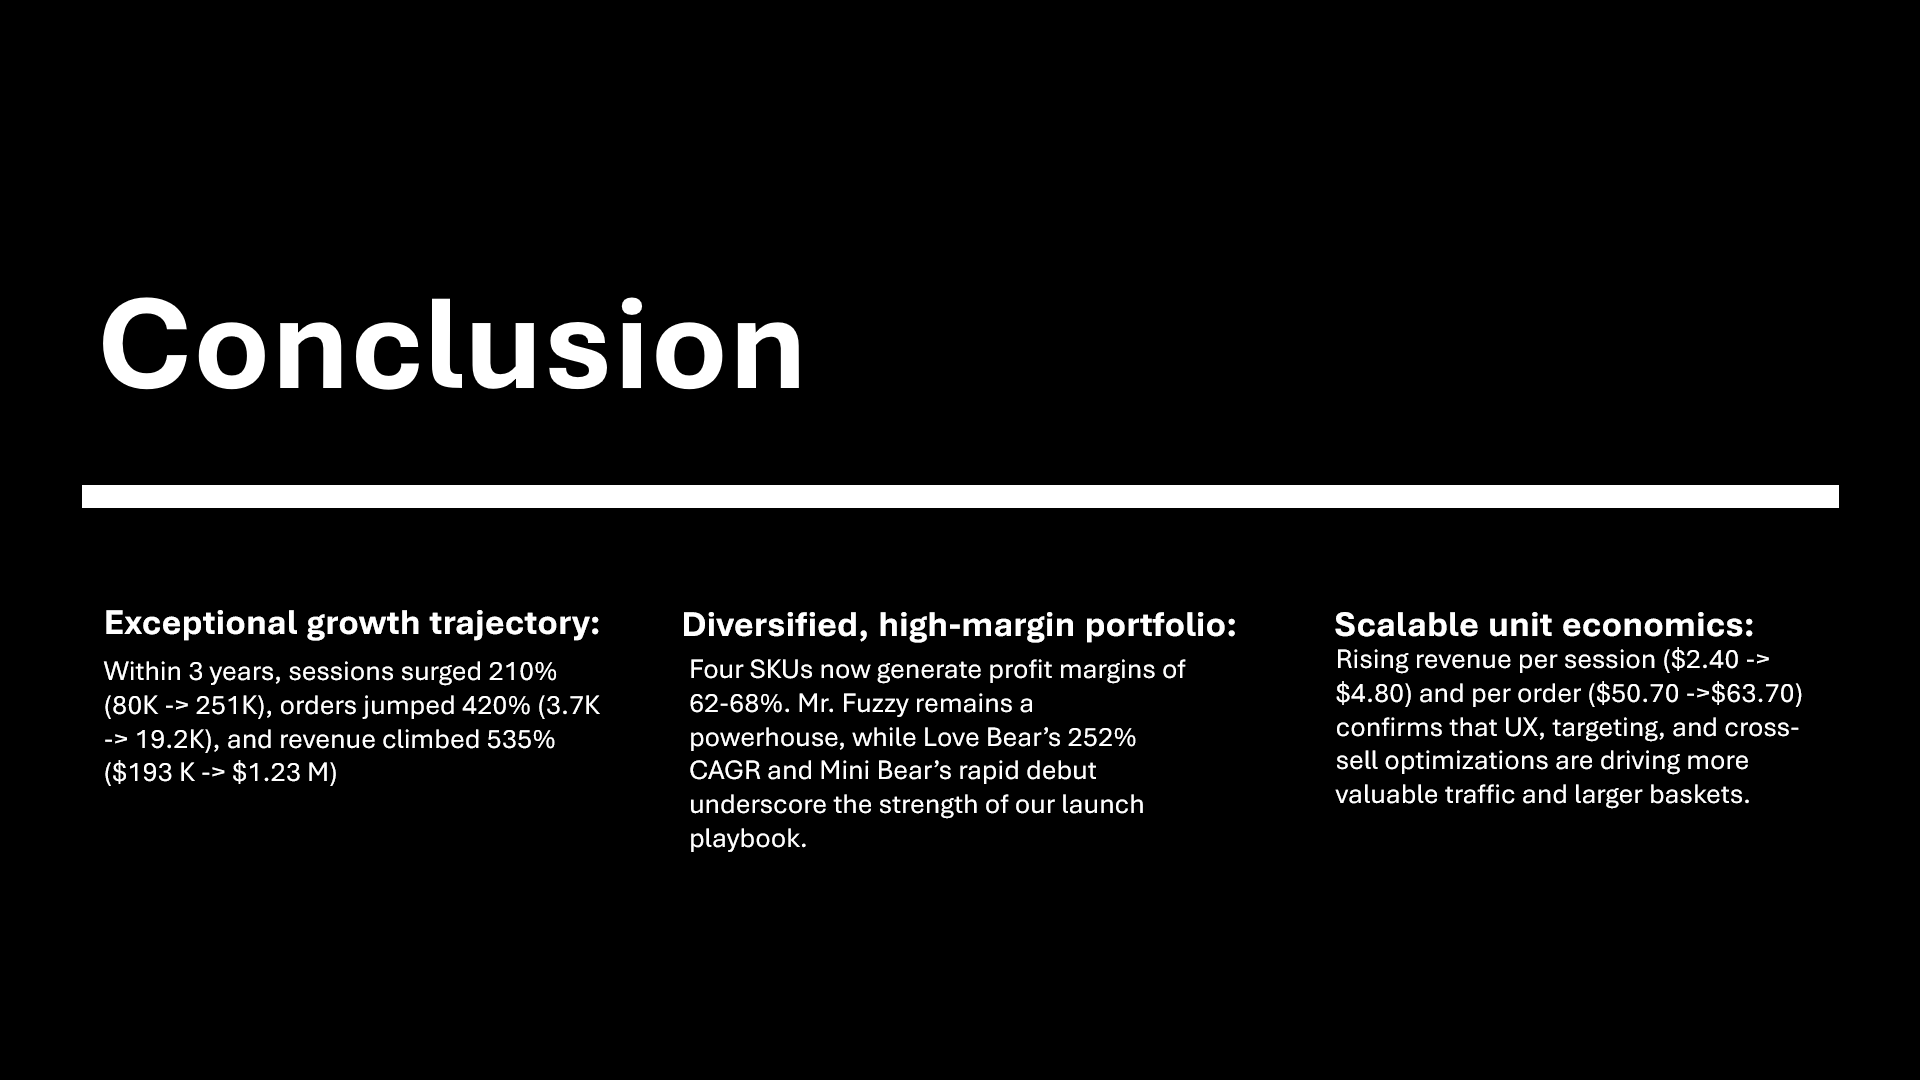 Conclusion
Exceptional growth trajectory:
Within 3 years, sessions surged 210%
(80K -> 251K), orders jumped 420% (3.7K
-> 19.2K), and revenue climbed 535%
($193 K -> $1.23 M)
Diversified, high-margin portfolio:
Four SKUs now generate profit margins of
62-68%. Mr. Fuzzy remains a
powerhouse, while Love Bear’s 252%
CAGR and Mini Bear’s rapid debut
underscore the strength of our launch
playbook.
Scalable unit economics:
Rising revenue per session ($2.40 ->
$4.80) and per order ($50.70 ->$63.70)
confirms that UX, targeting, and cross-
sell optimizations are driving more
valuable traffic and larger baskets.